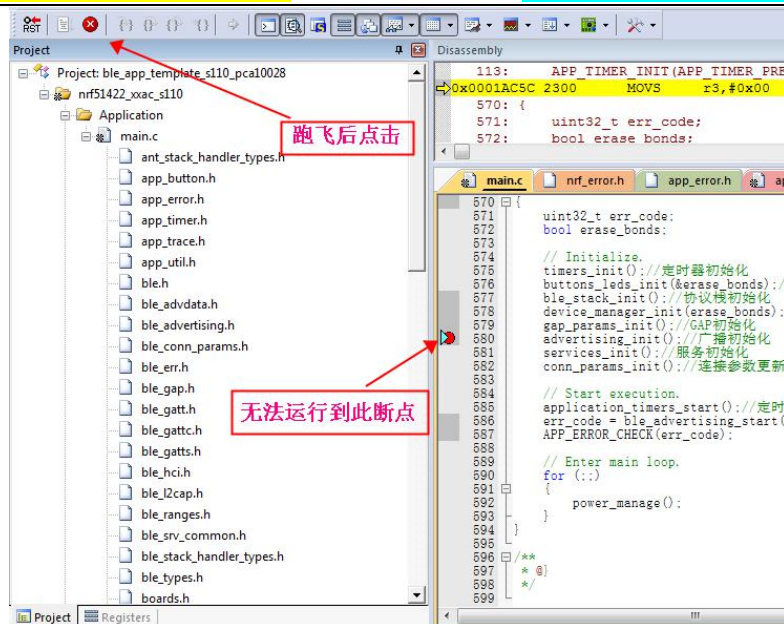 RST
Project
Disassembly
Project: ble_app_template_s110_pca10028
nrf51422_xxac_s110
Application
main.c
ant_stack_handler_types.h
app_button.h
app_error.h
app_timer.h
app_trace.h
app_util.h
ble.h
ble_advdata.h
ble_advertising.h
ble_conn_params.h
ble_err.h
ble_gap.h
ble_gatt.h
ble_gattc.h
ble_gatts.h
ble_hci.h
ble_l2cap.h
ble_ranges.h
ble_srv_common.h
ble_stack_handler_types.h
ble_types.h
boards.h
Project
Registers
跑飞后点击
无法运行到此断点
113: APP_TIMER_INIT(APP_TIMER_PRE
0x0001AC5C 2300 MOVS r3,#0x00
570: {
571: uint32_t err_code;
572: bool erase_bonds;
main.c
nrf_error.h
app_error.h
570 {
571 uint32_t err_code;
572 bool erase_bonds;
573
574 // Initialize.
575 timers_init();//定时器初始化
576 buttons_leds_init(&erase_bonds);/
577 ble_stack_init();//协议栈初始化
578 device_manager_init(erase_bonds);
579 gap_params_init();//GAP初始化
580 advertising_init();//广播初始化
581 services_init();//服务初始化
582 conn_params_init();//连接参数更新
583
584 // Start execution.
585 application_timers_start();//定时
586 err_code = ble_advertising_start(
587 APP_ERROR_CHECK(err_code);
588
589 // Enter main loop.
590 for (;;)
591 {
592 power_manage();
593 }
594 }
595
596 /**
597 * @}
598 */
599